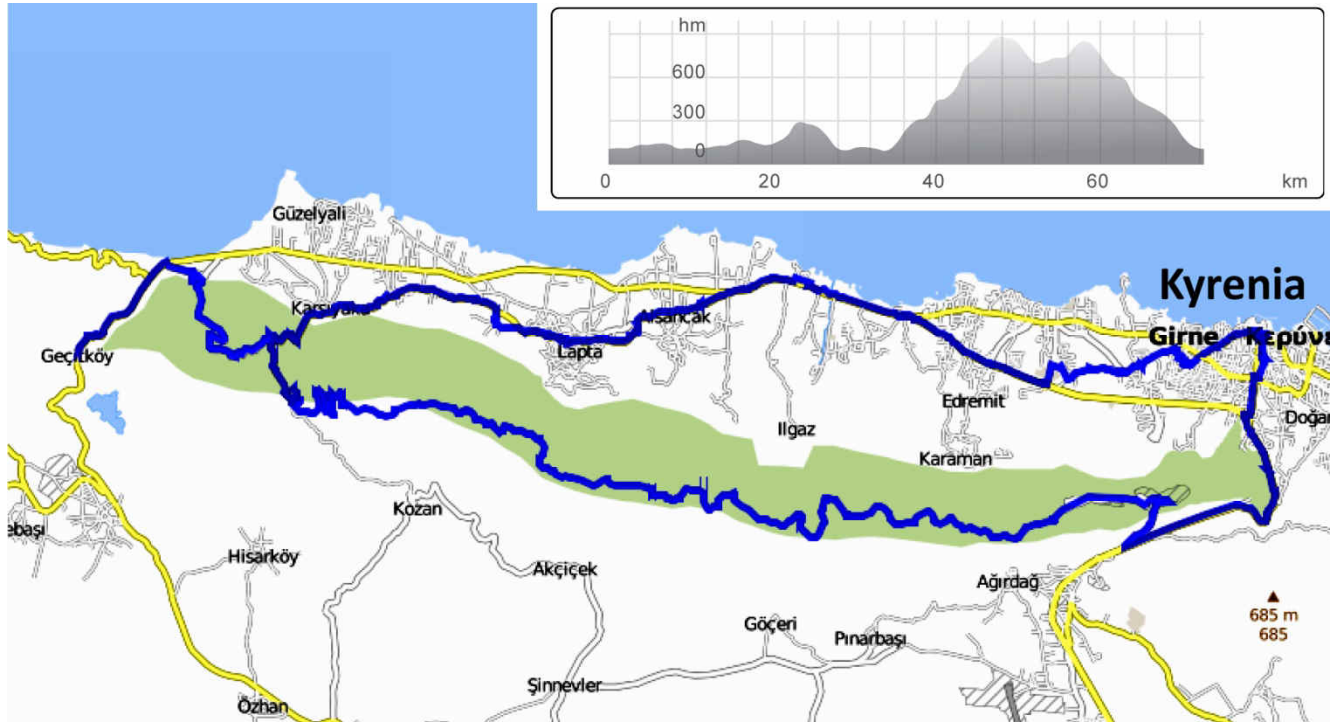 hm
600
300
0
0
20
40
60
km
Güzelyali
Kyrenia
Girne
Karşıyaka
Alsancak
Lapta
Geçitköy
Edremit
Doğan
Ilgaz
Karaman
Kozan
Hisarköy
Akçiçek
Ağırdağ
685 m
685
Göçeri
Pınarbaşı
Şinnevler
Özhan
ebaşı
Κερύνε